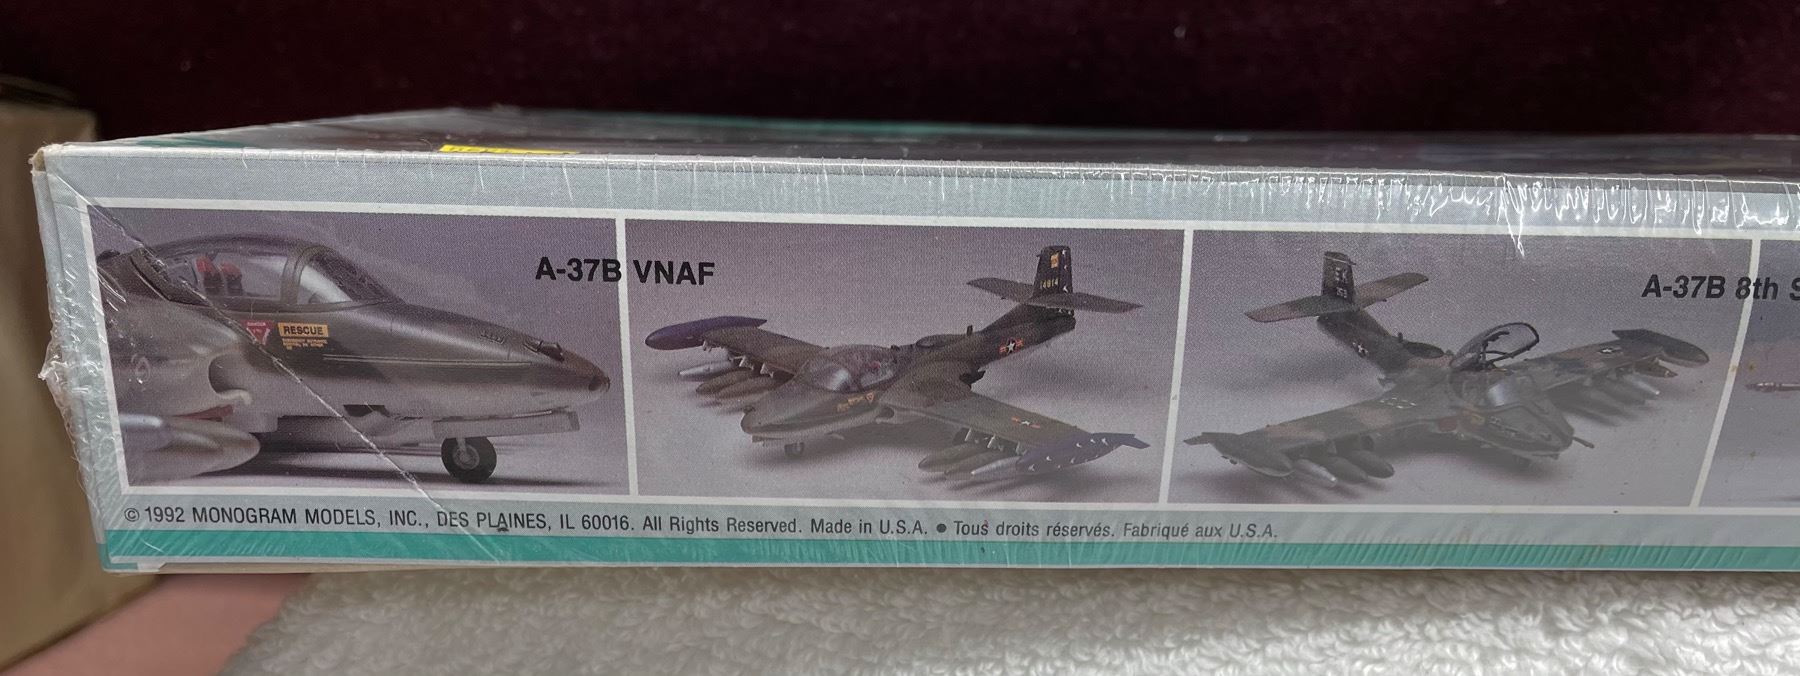 A-37B VNAF
A-37B 8th S
RESCUE
14814
© 1992 MONOGRAM MODELS, INC., DES PLAINES, IL 60016. All Rights Reserved. Made in U.S.A. ● Tous droits réservés. Fabriqué aux U.S.A.